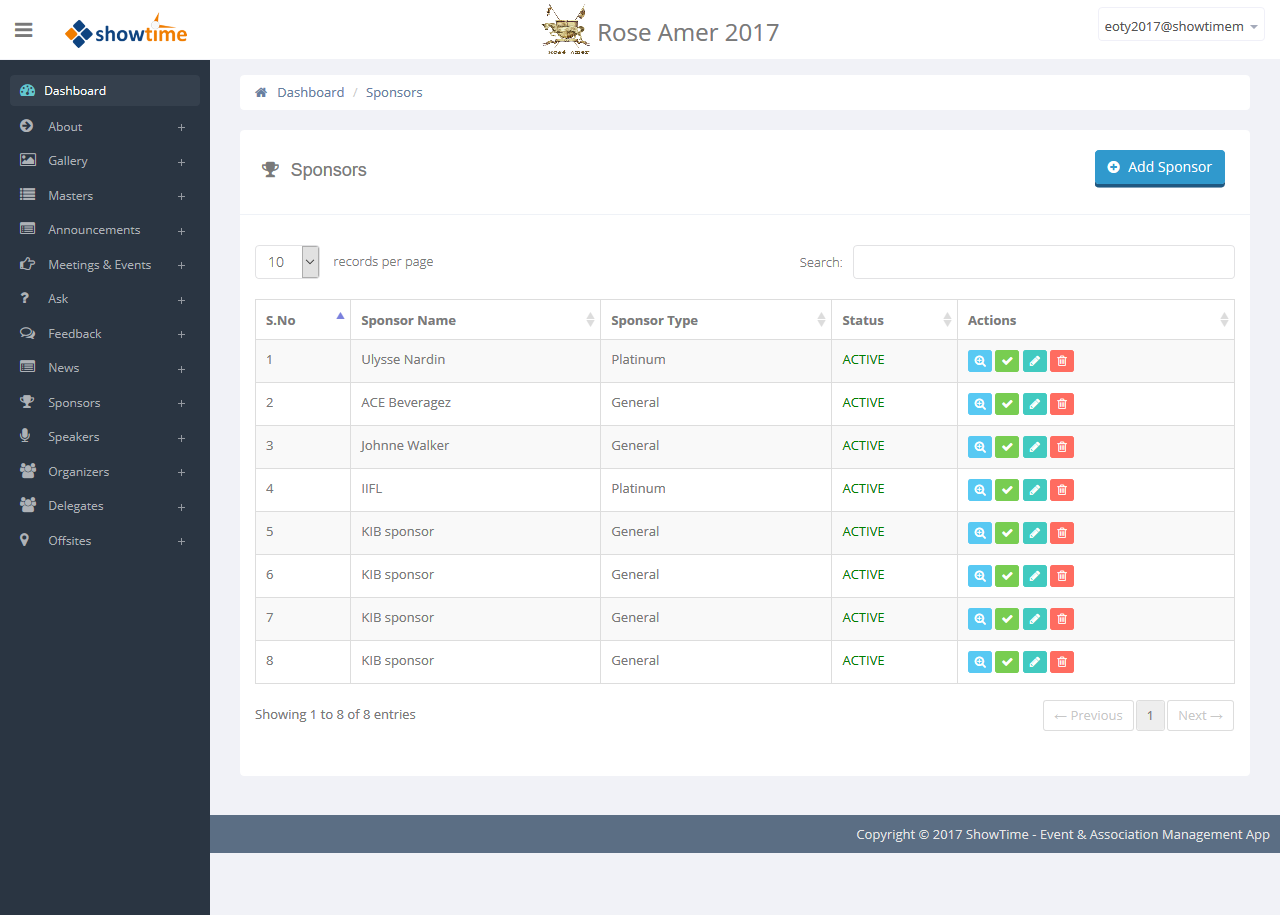 showtime
Rose Amer 2017
eoty2017@showtimem
Dashboard
About +
Gallery +
Masters +
Announcements +
Meetings & Events +
Ask +
Feedback +
News +
Sponsors +
Speakers +
Organizers +
Delegates +
Offsites +
Dashboard / Sponsors
Sponsors
Add Sponsor
10 records per page
Search:
S.No Sponsor Name Sponsor Type Status Actions
1 Ulysse Nardin Platinum ACTIVE
2 ACE Beveragez General ACTIVE
3 Johnne Walker General ACTIVE
4 IIFL Platinum ACTIVE
5 KIB sponsor General ACTIVE
6 KIB sponsor General ACTIVE
7 KIB sponsor General ACTIVE
8 KIB sponsor General ACTIVE
Showing 1 to 8 of 8 entries
← Previous 1 Next →
Copyright © 2017 ShowTime - Event & Association Management App